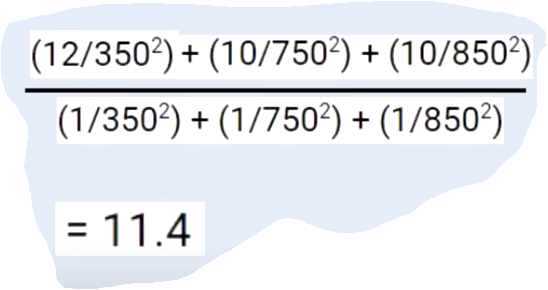 (12/350²) + (10/750²) + (10/850²)
(1/350²) + (1/750²) + (1/850²)
= 11.4